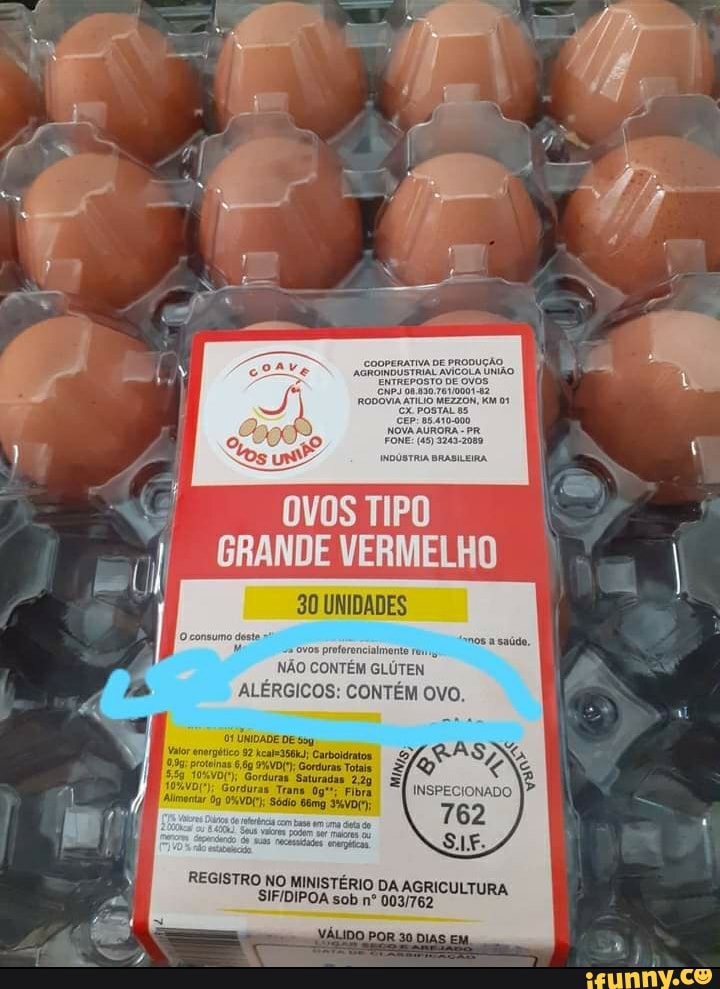 COAVE
OVOS UNIÃO
COOPERATIVA DE PRODUÇÃO
AGROINDUSTRIAL AVÍCOLA UNIÃO
ENTREPOSTO DE OVOS
CNPJ 08.830.761/0001-82
RODOVIA ATILIO MEZZON, KM 01
CX. POSTAL 85
CEP: 85.410-000
NOVA AURORA - PR
FONE: (45) 3243-2089
INDÚSTRIA BRASILEIRA
OVOS TIPO
GRANDE VERMELHO
30 UNIDADES
O consumo deste a saúde.
ovos preferencialmente
NÃO CONTÉM GLÚTEN
ALÉRGICOS: CONTÉM OVO.
01 UNIDADE DE 55g
Valor energético 92 kcal=356kJ; Carboidratos
0,9g; proteínas 6,6g 9%VD(*); Gorduras Totais
5,5g 10%VD(*); Gorduras Saturadas 2,2g
10%VD(*); Gorduras Trans 0g**; Fibra
Alimentar 0g 0%VD(*); Sódio 66mg 3%VD(*);
(*)% Valores Diários de referência com base em uma dieta de
2.000kcal ou 8.400kJ. Seus valores podem ser maiores ou
menores dependendo de suas necessidades energéticas.
(**) VD % não estabelecido.
BRASIL
INSPECIONADO
762
S.I.F.
REGISTRO NO MINISTÉRIO DA AGRICULTURA
SIF/DIPOA sob n° 003/762
VÁLIDO POR 30 DIAS EM
LUGAR SECO E AREJADO
DATA DE CLASSIFICAÇÃO
ifunny.co